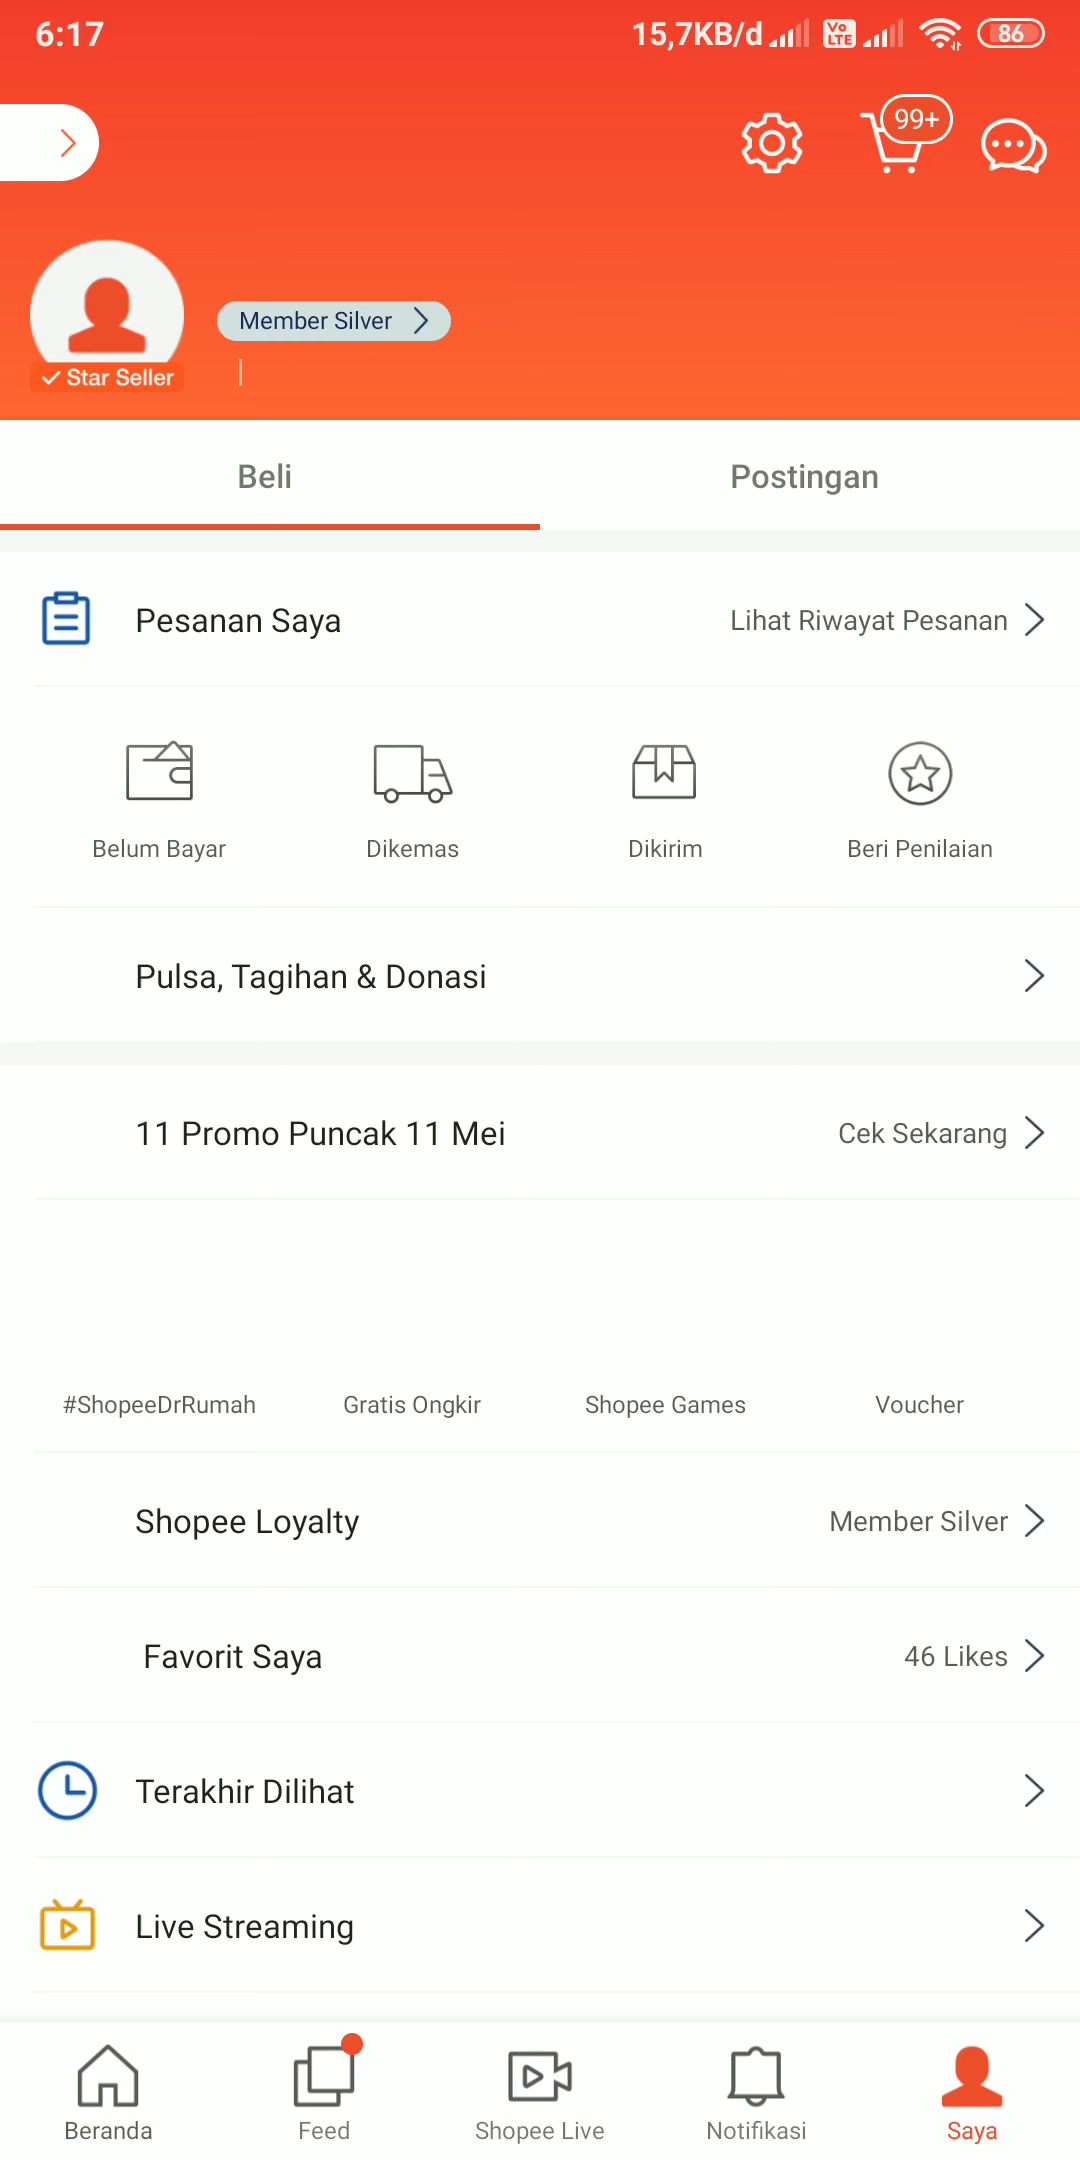 6:17 15,7KB/d Vo LTE 86
99+
Member Silver
Star Seller
Beli Postingan
Pesanan Saya Lihat Riwayat Pesanan
Belum Bayar Dikemas Dikirim Beri Penilaian
Pulsa, Tagihan & Donasi
11 Promo Puncak 11 Mei Cek Sekarang
#ShopeeDrRumah Gratis Ongkir Shopee Games Voucher
Shopee Loyalty Member Silver
Favorit Saya 46 Likes
Terakhir Dilihat
Live Streaming
Beranda Feed Shopee Live Notifikasi Saya